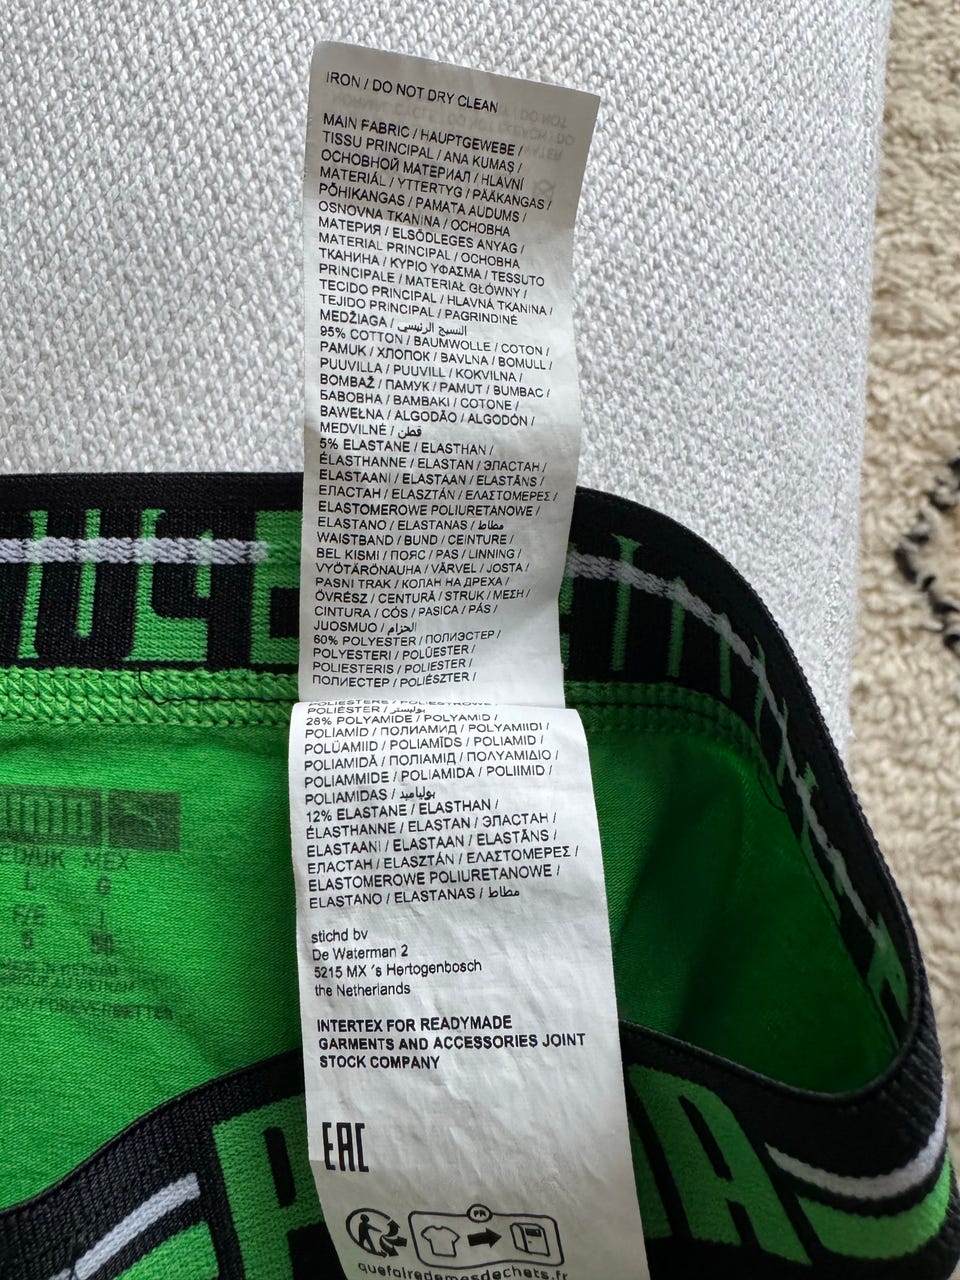 IRON / DO NOT DRY CLEAN
MAIN FABRIC / HAUPTGEWEBE /
TISSU PRINCIPAL / ANA KUMAŞ /
ОСНОВНОЙ МАТЕРИАЛ / HLAVNÍ
MATERIÁL / YTTERTYG / PÄÄKANGAS /
PÕHIKANGAS / PAMATA AUDUMS /
OSNOVNA TKANINA / ОСНОВНА
МАТЕРИЯ / ELSŐDLEGES ANYAG /
MATERIAL PRINCIPAL / ОСНОВНА
ТКАНИНА / ΚΥΡΙΟ ΥΦΑΣΜΑ / TESSUTO
PRINCIPALE / MATERIAŁ GŁÓWNY /
TECIDO PRINCIPAL / HLAVNÁ TKANINA /
TEJIDO PRINCIPAL / PAGRINDINĖ
MEDŽIAGA / النسيج الرئيسي
95% COTTON / BAUMWOLLE / COTON /
PAMUK / ХЛОПОК / BAVLNA / BOMULL /
PUUVILLA / PUUVILL / KOKVILNA /
BOMBAŽ / ПАМУК / PAMUT / BUMBAC /
БАВОВНА / ΒΑΜΒΑΚΙ / COTONE /
BAWEŁNA / ALGODÃO / ALGODÓN /
MEDVILNĖ / قطن
5% ELASTANE / ELASTHAN /
ÉLASTHANNE / ELASTAN / ЭЛАСТАН /
ELASTAANI / ELASTAAN / ELASTĀNS /
ЕЛАСТАН / ELASZTÁN / ΕΛΑΣΤΟΜΕΡΕΣ /
ELASTOMEROWE POLIURETANOWE /
ELASTANO / ELASTANAS / مطاط
WAISTBAND / BUND / CEINTURE /
BEL KISMI / ПОЯС / PAS / LINNING /
VYÖTÄRÖNAUHA / VÄRVEL / JOSTA /
PASNI TRAK / КОЛАН НА ДРЕХА /
ÖVRÉSZ / CENTURĂ / STRUK / ΜΕΣΗ /
CINTURA / CÓS / PASICA / PÁS /
JUOSMUO / الحزام
60% POLYESTER / ПОЛИЭСТЕР /
POLYESTERI / POLÜESTER /
POLIESTERIS / POLIESTER /
ПОЛИЕСТЕР / POLIÉSZTER /
POLIESTERE / POLIESTROWE /
POLIÉSTER / بوليستر
28% POLYAMIDE / POLYAMID /
POLIAMİD / ПОЛИАМИД / POLYAMIIDI /
POLÜAMIID / POLIAMĪDS / POLIAMID /
POLIAMIDĂ / ПОЛІАМІД / ΠΟΛΥΑΜΙΔΙΟ /
POLIAMMIDE / POLIAMIDA / POLIIMID /
POLIAMIDAS / بولياميد
12% ELASTANE / ELASTHAN /
ÉLASTHANNE / ELASTAN / ЭЛАСТАН /
ELASTAANI / ELASTAAN / ELASTĀNS /
ЕЛАСТАН / ELASZTÁN / ΕΛΑΣΤΟΜΕΡΕΣ /
ELASTOMEROWE POLIURETANOWE /
ELASTANO / ELASTANAS / مطاط
stichd bv
De Waterman 2
5215 MX 's Hertogenbosch
the Netherlands
INTERTEX FOR READYMADE
GARMENTS AND ACCESSORIES JOINT
STOCK COMPANY
EAC
FR
quefairedemesdechets.fr
MEX
L G
5